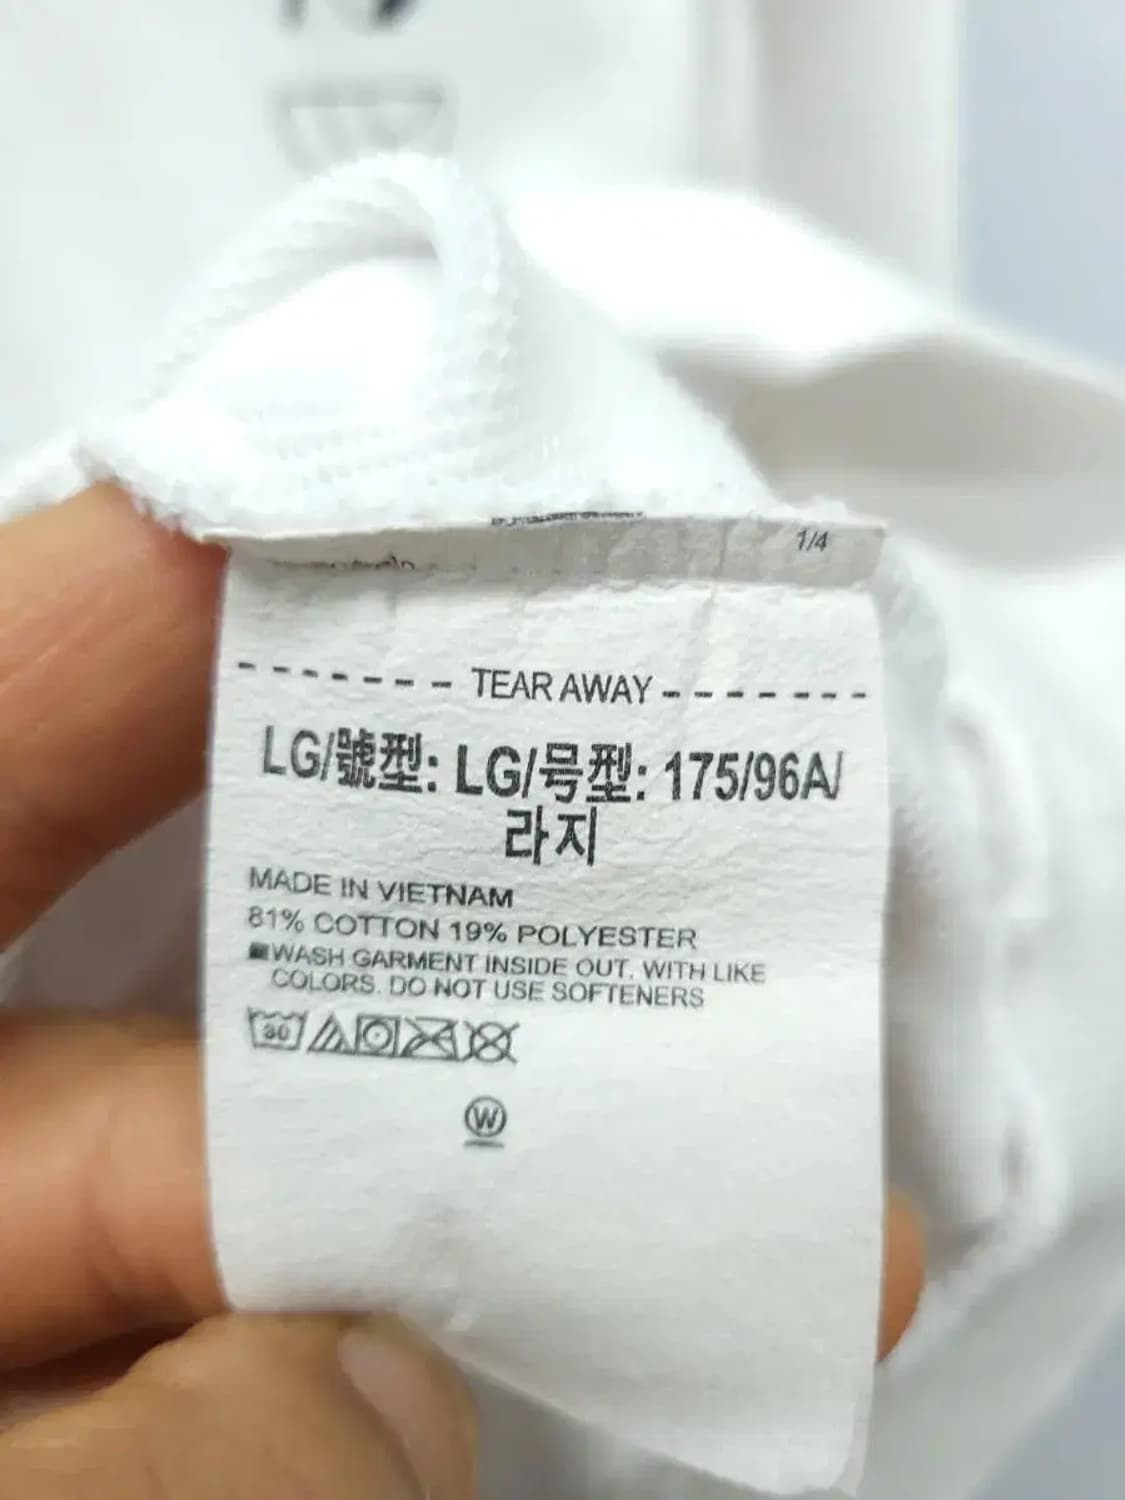 1/4
TEAR AWAY
LG/號型: LG/号型: 175/96A/
라지
MADE IN VIETNAM
81% COTTON 19% POLYESTER
WASH GARMENT INSIDE OUT. WITH LIKE
COLORS. DO NOT USE SOFTENERS
30
W